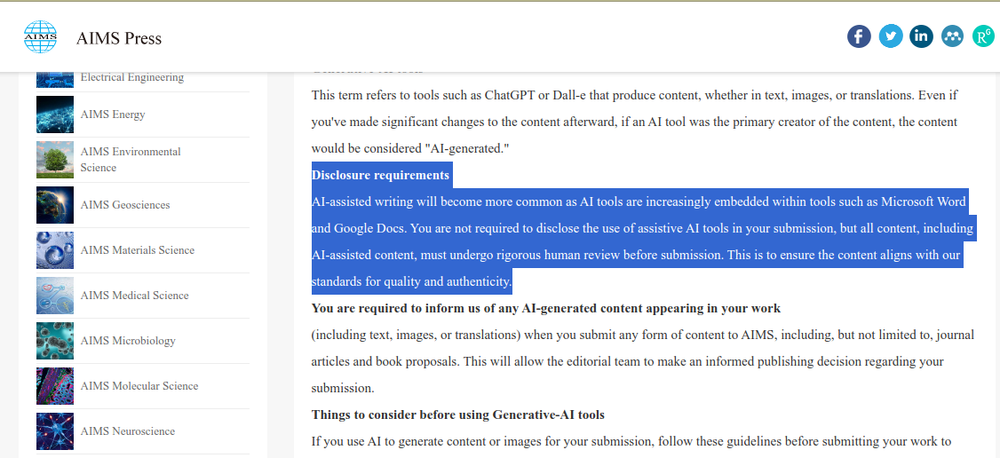 AIMS
AIMS Press
f
in
RG
Electrical Engineering
AIMS Energy
AIMS Environmental
Science
AIMS Geosciences
AIMS Materials Science
AIMS Medical Science
AIMS Microbiology
AIMS Molecular Science
AIMS Neuroscience
This term refers to tools such as ChatGPT or Dall-e that produce content, whether in text, images, or translations. Even if
you've made significant changes to the content afterward, if an AI tool was the primary creator of the content, the content
would be considered "AI-generated."
Disclosure requirements
AI-assisted writing will become more common as AI tools are increasingly embedded within tools such as Microsoft Word
and Google Docs. You are not required to disclose the use of assistive AI tools in your submission, but all content, including
AI-assisted content, must undergo rigorous human review before submission. This is to ensure the content aligns with our
standards for quality and authenticity.
You are required to inform us of any AI-generated content appearing in your work
(including text, images, or translations) when you submit any form of content to AIMS, including, but not limited to, journal
articles and book proposals. This will allow the editorial team to make an informed publishing decision regarding your
submission.
Things to consider before using Generative-AI tools
If you use AI to generate content or images for your submission, follow these guidelines before submitting your work to